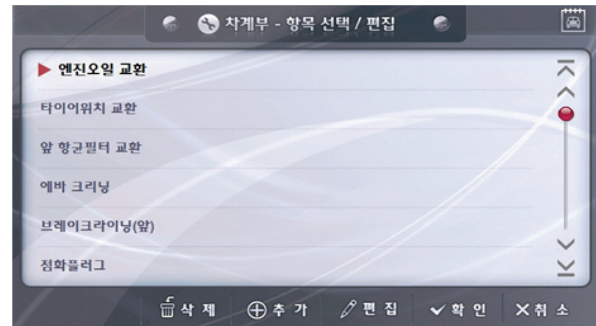 차계부 - 항목 선택 / 편집
엔진오일 교환
타이어위치 교환
앞 향균필터 교환
에바 크리닝
브레이크라이닝(앞)
점화플러그
삭 제 추 가 편 집 확 인 취 소